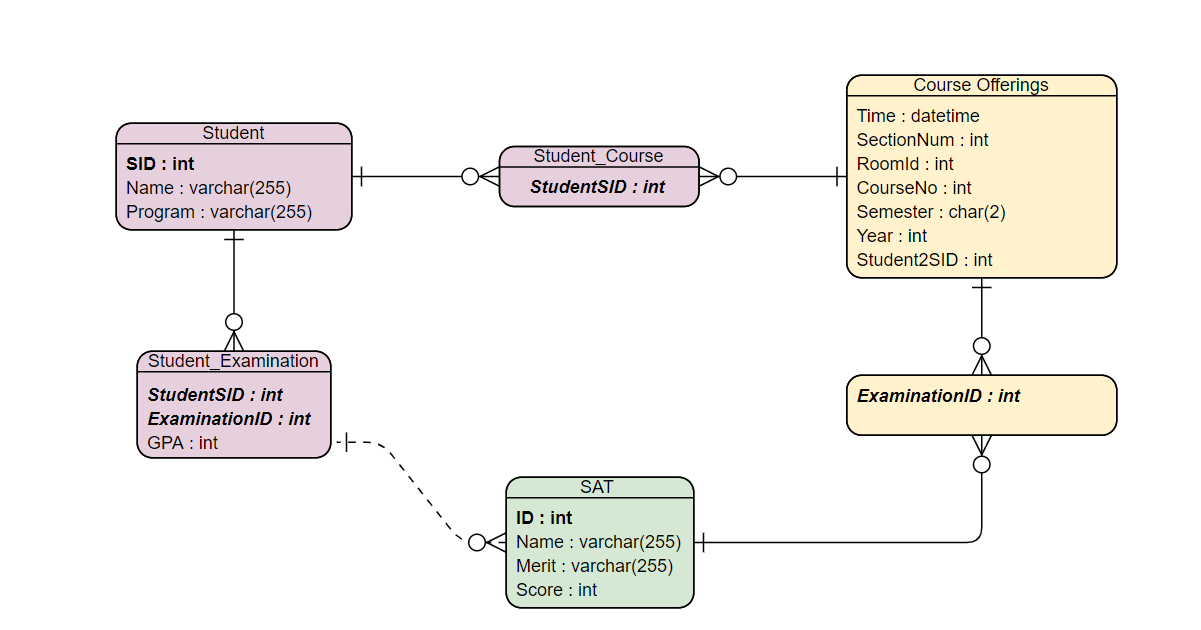 Student
SID : int
Name : varchar(255)
Program : varchar(255)
Student_Course
StudentSID : int
Course Offerings
Time : datetime
SectionNum : int
RoomId : int
CourseNo : int
Semester : char(2)
Year : int
Student2SID : int
Student_Examination
StudentSID : int
ExaminationID : int
GPA : int
ExaminationID : int
SAT
ID : int
Name : varchar(255)
Merit : varchar(255)
Score : int